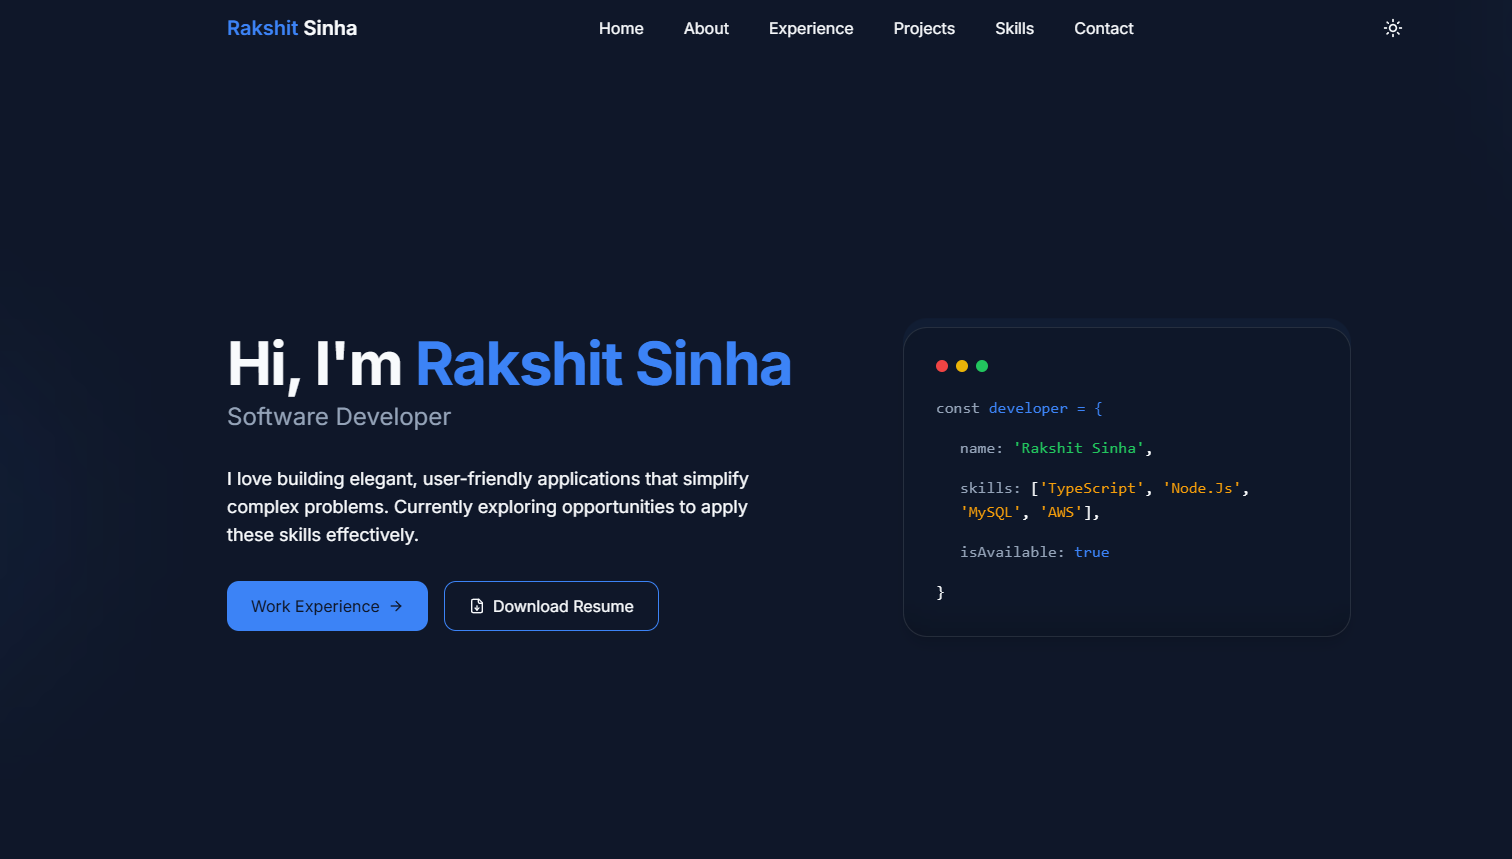 Rakshit Sinha
Home About Experience Projects Skills Contact
Hi, I'm Rakshit Sinha
Software Developer
I love building elegant, user-friendly applications that simplify
complex problems. Currently exploring opportunities to apply
these skills effectively.
Work Experience →
Download Resume
const developer = {
name: 'Rakshit Sinha',
skills: ['TypeScript', 'Node.Js',
'MySQL', 'AWS'],
isAvailable: true
}